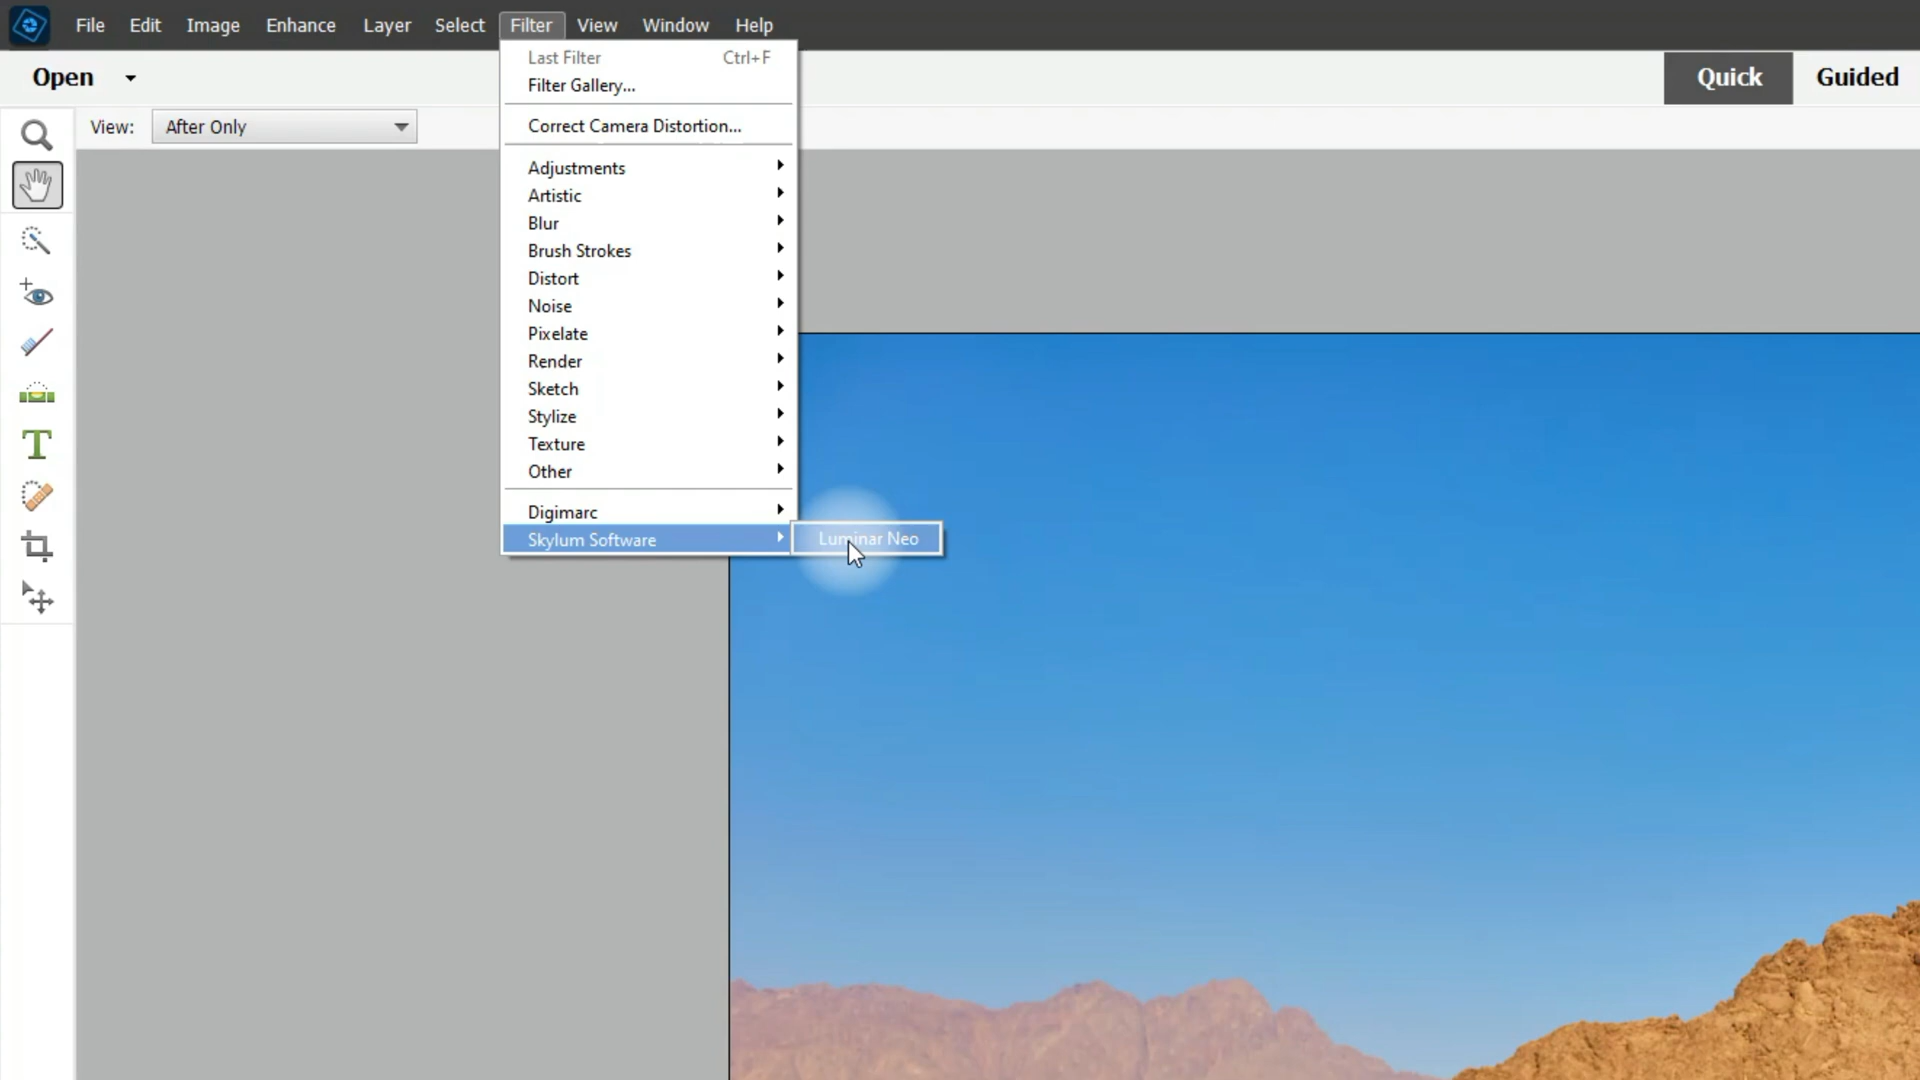 File Edit Image Enhance Layer Select Filter View Window Help
Open Quick Guided
View: After Only
Last Filter Ctrl+F
Filter Gallery...
Correct Camera Distortion...
Adjustments
Artistic
Blur
Brush Strokes
Distort
Noise
Pixelate
Render
Sketch
Stylize
Texture
Other
Digimarc
Skylum Software Luminar Neo
T